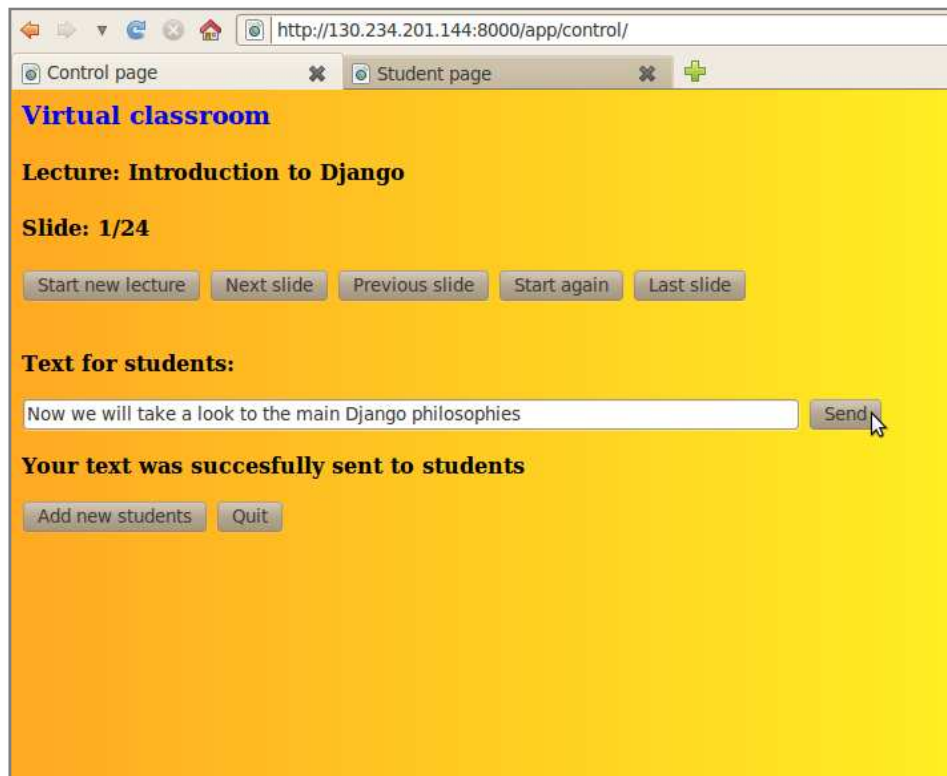 http://130.234.201.144:8000/app/control/
Control page Student page
Virtual classroom
Lecture: Introduction to Django
Slide: 1/24
Start new lecture Next slide Previous slide Start again Last slide
Text for students:
Now we will take a look to the main Django philosophies Send
Your text was succesfully sent to students
Add new students Quit